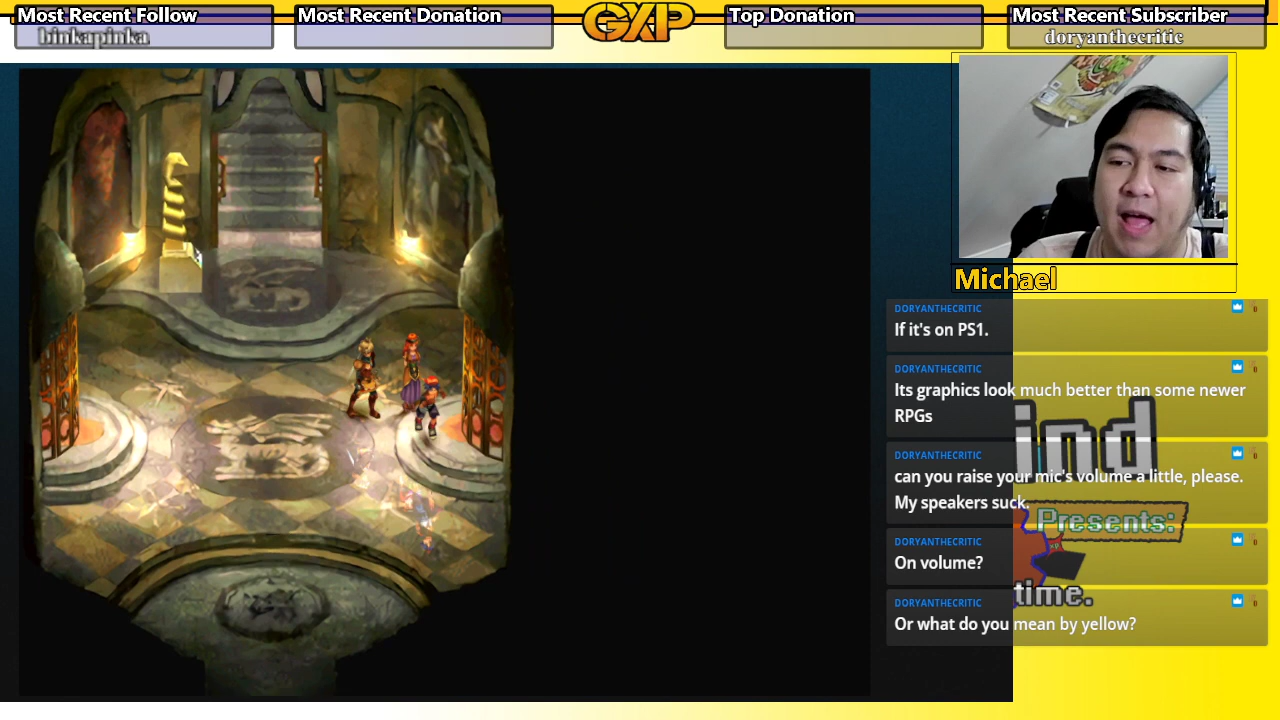 Most Recent Follow
binkapinka
Most Recent Donation
GXP
Top Donation
Most Recent Subscriber
doryanthecritic
Michael
DORYANTHECRITIC
If it's on PS1.
DORYANTHECRITIC
Its graphics look much better than some newer
RPGs
DORYANTHECRITIC
can you raise your mic's volume a little, please.
My speakers suck.
DORYANTHECRITIC
On volume?
DORYANTHECRITIC
Or what do you mean by yellow?
ind
Presents:
time.